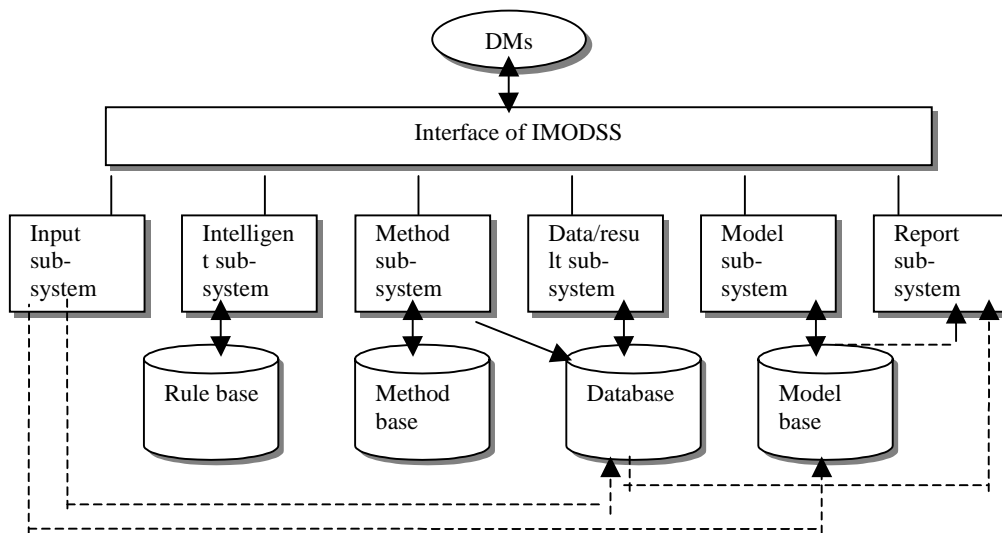 DMs
Interface of IMODSS
Input
sub-
system
Intelligen
t sub-
system
Method
sub-
system
Data/resu
lt sub-
system
Model
sub-
system
Report
sub-
system
Rule base
Method
base
Database
Model
base